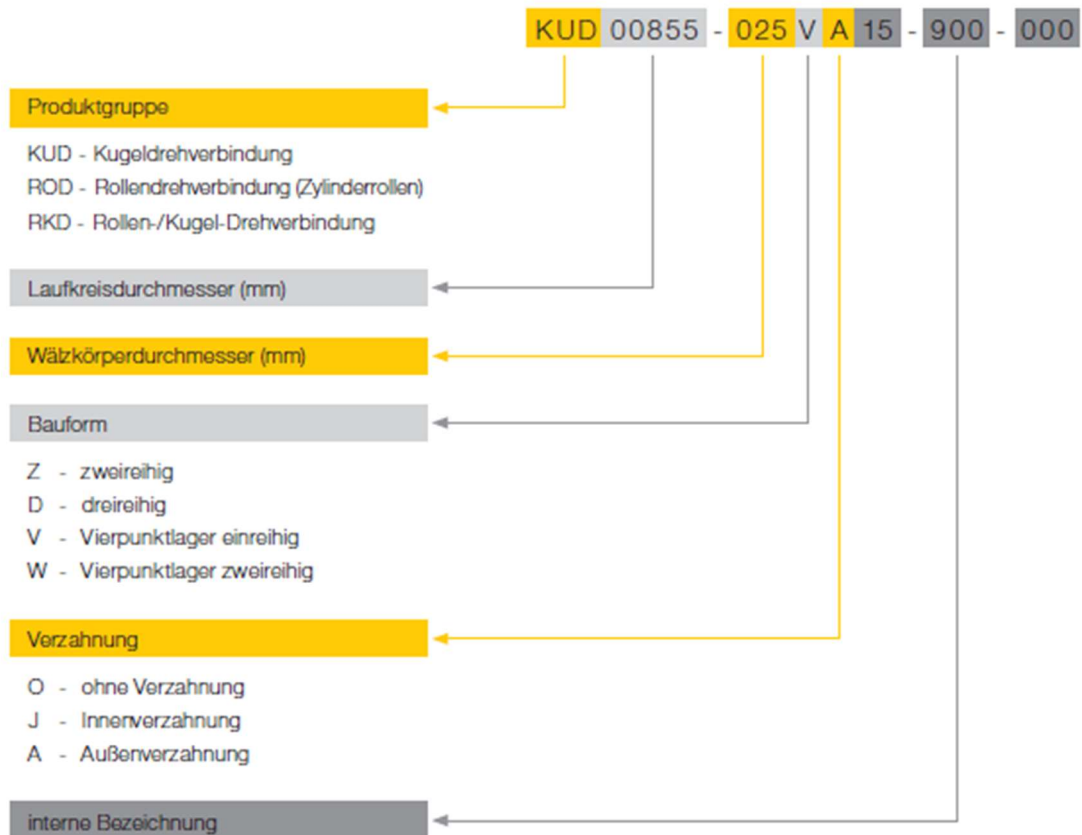 KUD 00855 - 025 V A 15 - 900 - 000
Produktgruppe
KUD - Kugeldrehverbindung
ROD - Rollendrehverbindung (Zylinderrollen)
RKD - Rollen-/Kugel-Drehverbindung
Laufkreisdurchmesser (mm)
Wälzkörperdurchmesser (mm)
Bauform
Z - zweireihig
D - dreireihig
V - Vierpunktlager einreihig
W - Vierpunktlager zweireihig
Verzahnung
O - ohne Verzahnung
J - Innenverzahnung
A - Außenverzahnung
interne Bezeichnung